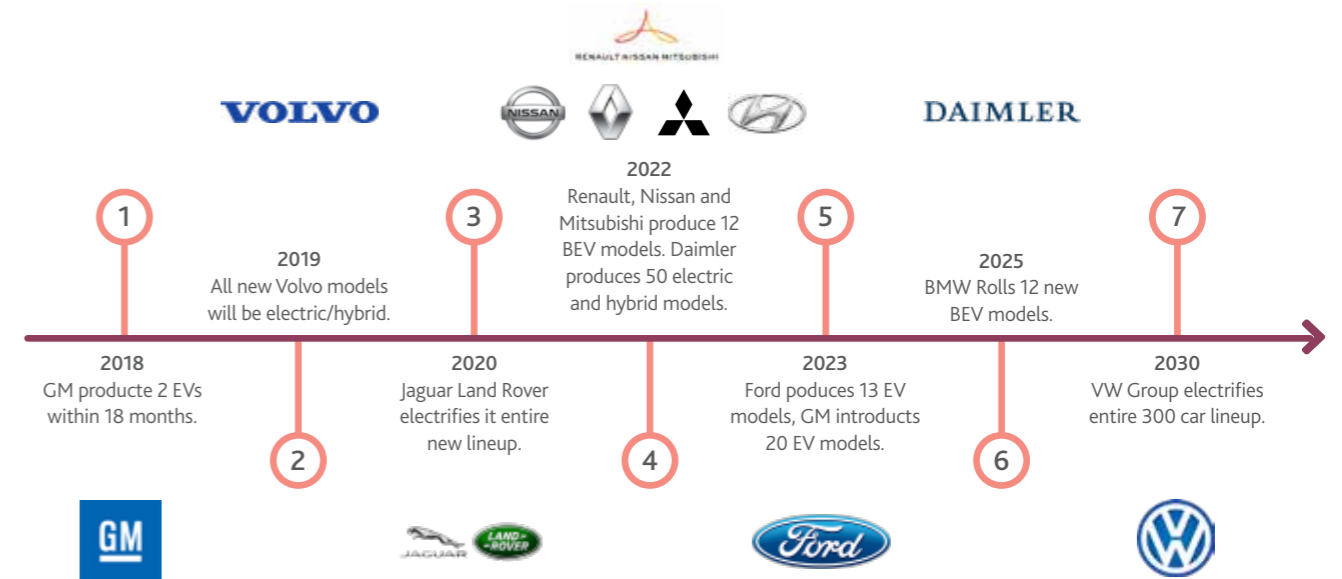 RENAULT NISSAN MITSUBISHI
VOLVO
NISSAN
DAIMLER
1
2019
All new Volvo models
will be electric/hybrid.
3
2022
Renault, Nissan and
Mitsubishi produce 12
BEV models. Daimler
produces 50 electric
and hybrid models.
5
2025
BMW Rolls 12 new
BEV models.
7
2018
GM producte 2 EVs
within 18 months.
2
2020
Jaguar Land Rover
electrifies it entire
new lineup.
4
2023
Ford poduces 13 EV
models, GM introducts
20 EV models.
6
2030
VW Group electrifies
entire 300 car lineup.
GM
JAGUAR
LAND-
-ROVER
Ford
VW